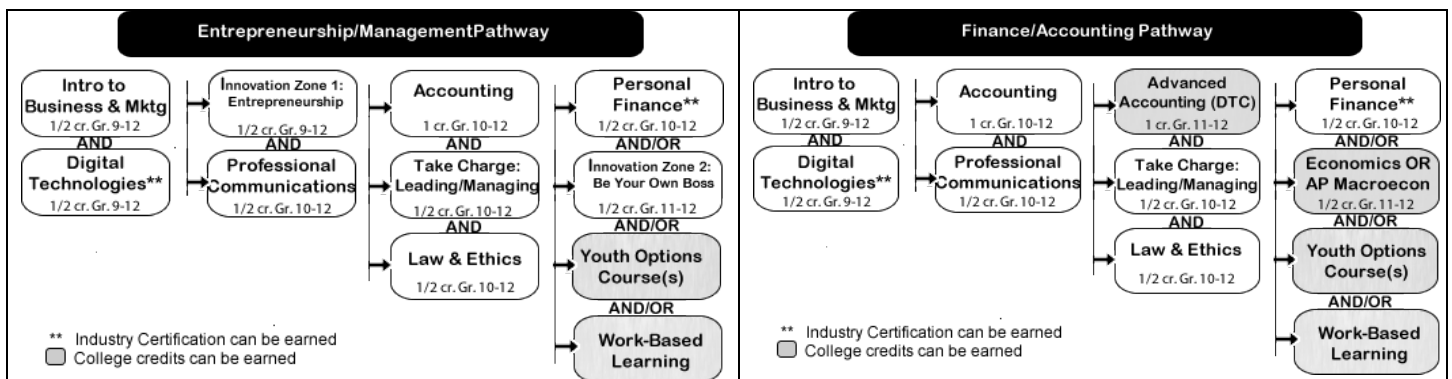 Entrepreneurship/ManagementPathway
Intro to
Business & Mktg
1/2 cr. Gr. 9-12
AND
Digital
Technologies**
1/2 cr. Gr. 9-12
Innovation Zone 1:
Entrepreneurship
1/2 cr. Gr. 9-12
AND
Professional
Communications
1/2 cr. Gr. 10-12
Accounting
1 cr. Gr. 10-12
AND
Take Charge:
Leading/Managing
1/2 cr. Gr. 10-12
AND
Law & Ethics
1/2 cr. Gr. 10-12
Personal
Finance**
1/2 cr. Gr. 10-12
AND/OR
Innovation Zone 2:
Be Your Own Boss
1/2 cr. Gr. 11-12
AND/OR
Youth Options
Course(s)
AND/OR
Work-Based
Learning
** Industry Certification can be earned
College credits can be earned
Finance/Accounting Pathway
Intro to
Business & Mktg
1/2 cr. Gr. 9-12
AND
Digital
Technologies**
1/2 cr. Gr. 9-12
Accounting
1 cr. Gr. 10-12
AND
Professional
Communications
1/2 cr. Gr. 10-12
Advanced
Accounting (DTC)
1 cr. Gr. 11-12
AND
Take Charge:
Leading/Managing
1/2 cr. Gr. 10-12
AND
Law & Ethics
1/2 cr. Gr. 10-12
Personal
Finance**
1/2 cr. Gr. 10-12
AND/OR
Economics OR
AP Macroecon
1/2 cr. Gr. 11-12
AND/OR
Youth Options
Course(s)
AND/OR
Work-Based
Learning
** Industry Certification can be earned
College credits can be earned